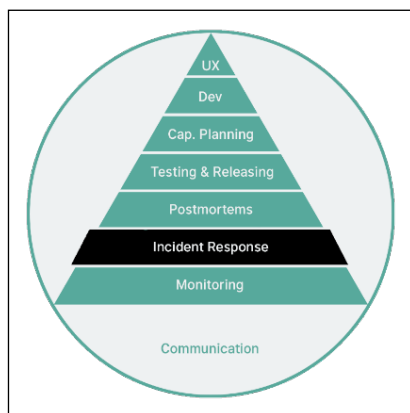 UX
Dev
Cap. Planning
Testing & Releasing
Postmortems
Incident Response
Monitoring
Communication